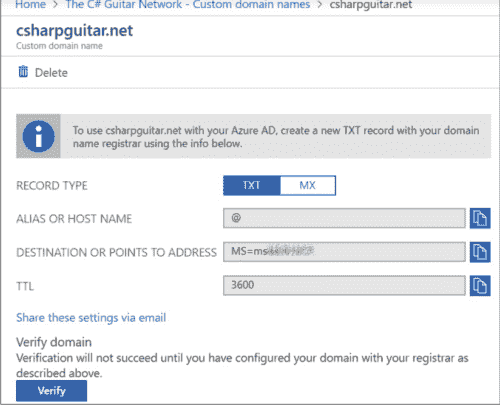 Home > The C# Guitar Network - Custom domain names > csharpguitar.net
csharpguitar.net
Custom domain name
Delete
To use csharpguitar.net with your Azure AD, create a new TXT record with your domain
name registrar using the info below.
RECORD TYPE
TXT
MX
ALIAS OR HOST NAME
@
DESTINATION OR POINTS TO ADDRESS
MS=ms
TTL
3600
Share these settings via email
Verify domain
Verification will not succeed until you have configured your domain with your registrar as
described above.
Verify